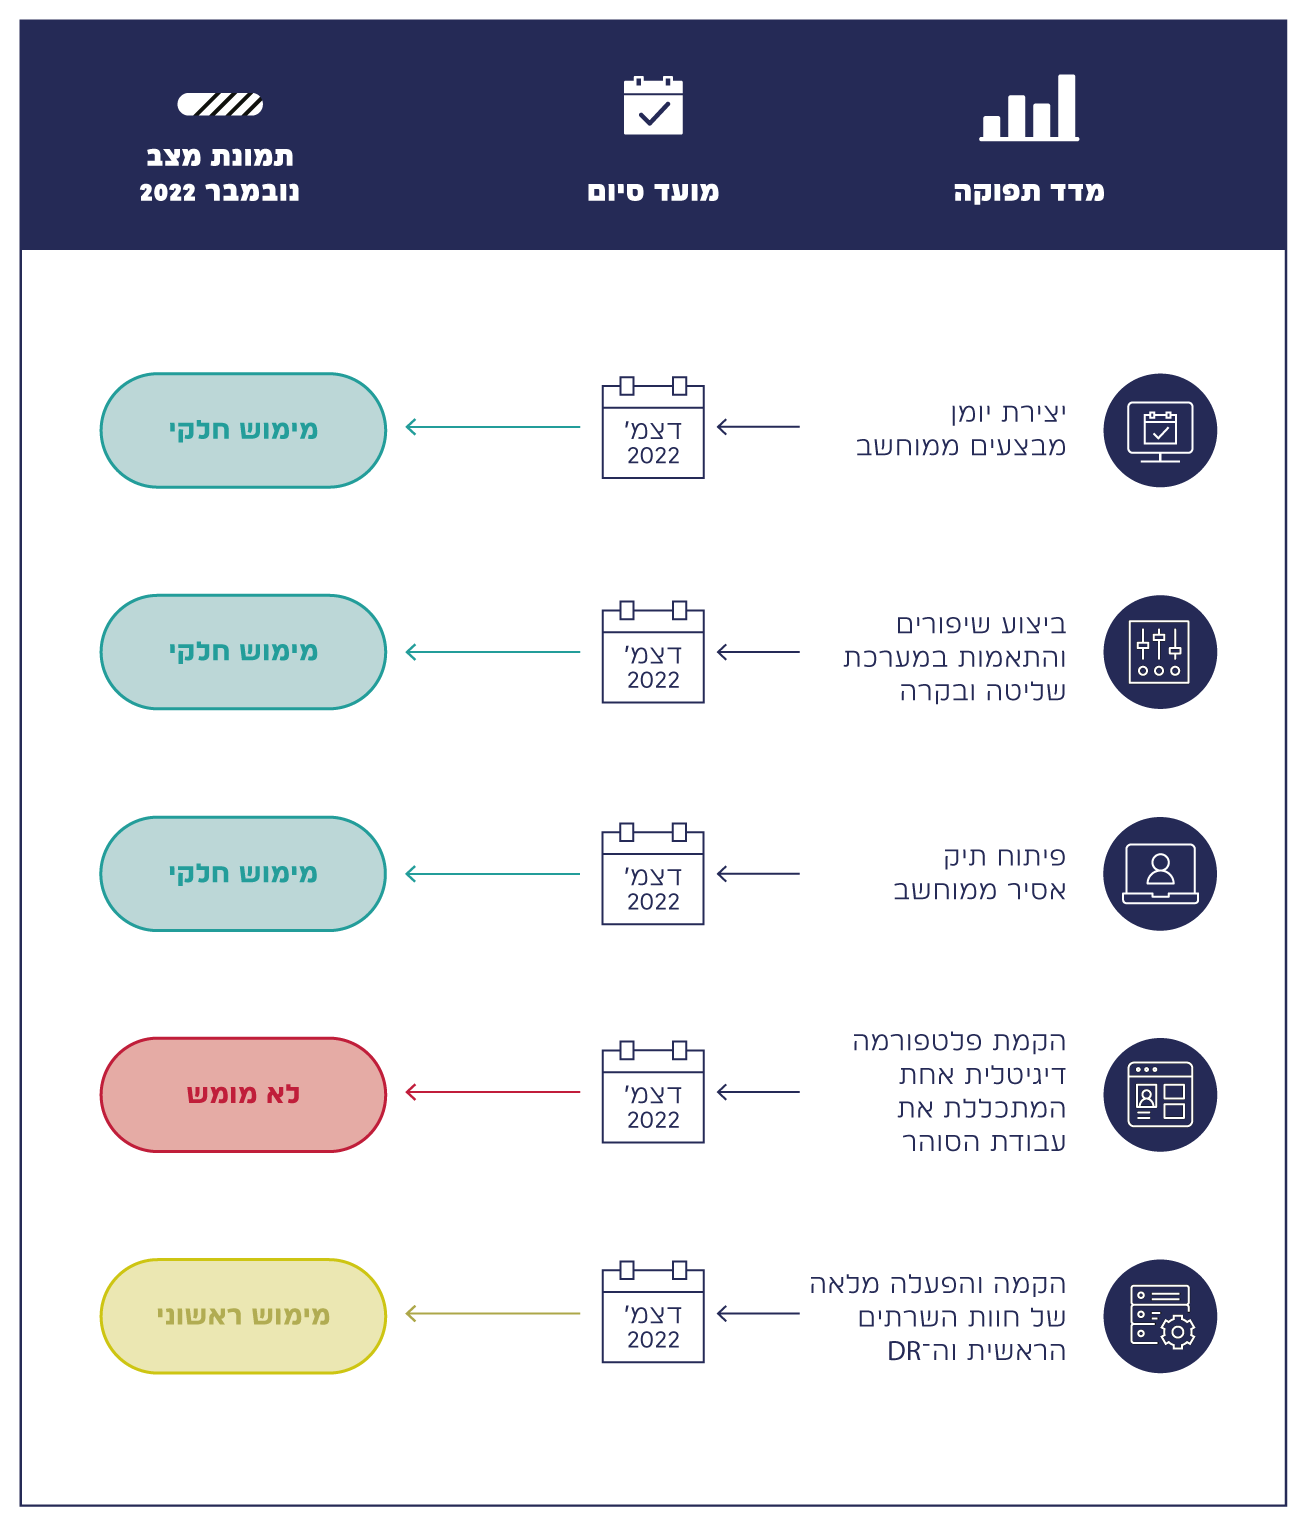 מדד תפוקה
מועד סיום
תמונת מצב
נובמבר 2022
יצירת יומן
מבצעים ממוחשב
דצמ'
2022
מימוש חלקי
ביצוע שיפורים
והתאמות במערכת
שליטה ובקרה
דצמ'
2022
מימוש חלקי
פיתוח תיק
אסיר ממוחשב
דצמ'
2022
מימוש חלקי
הקמת פלטפורמה
דיגיטלית אחת
המתכללת את
עבודת הסוהר
דצמ'
2022
לא מומש
הקמה והפעלה מלאה
של חוות השרתים
הראשית וה־DR
דצמ'
2022
מימוש ראשוני